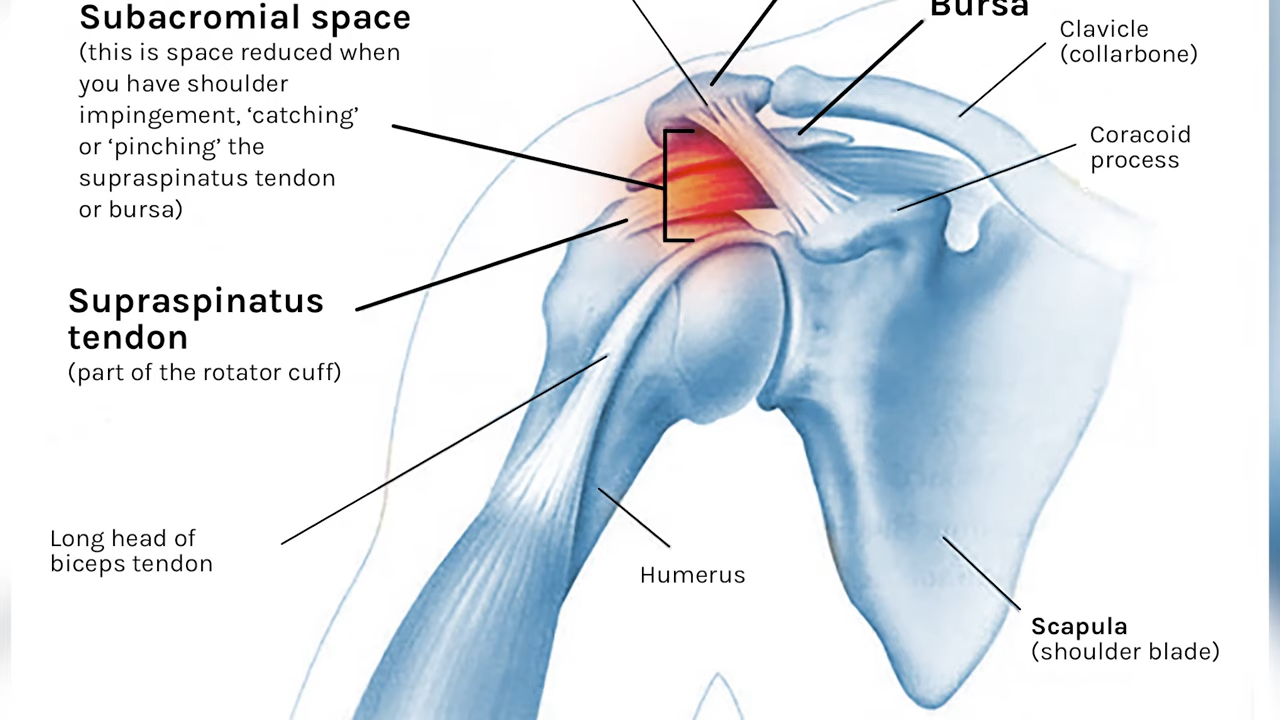 Subacromial space
(this is space reduced when
you have shoulder
impingement, ‘catching’
or ‘pinching’ the
supraspinatus tendon
or bursa)
Bursa
Clavicle
(collarbone)
Coracoid
process
Supraspinatus
tendon
(part of the rotator cuff)
Long head of
biceps tendon
Humerus
Scapula
(shoulder blade)